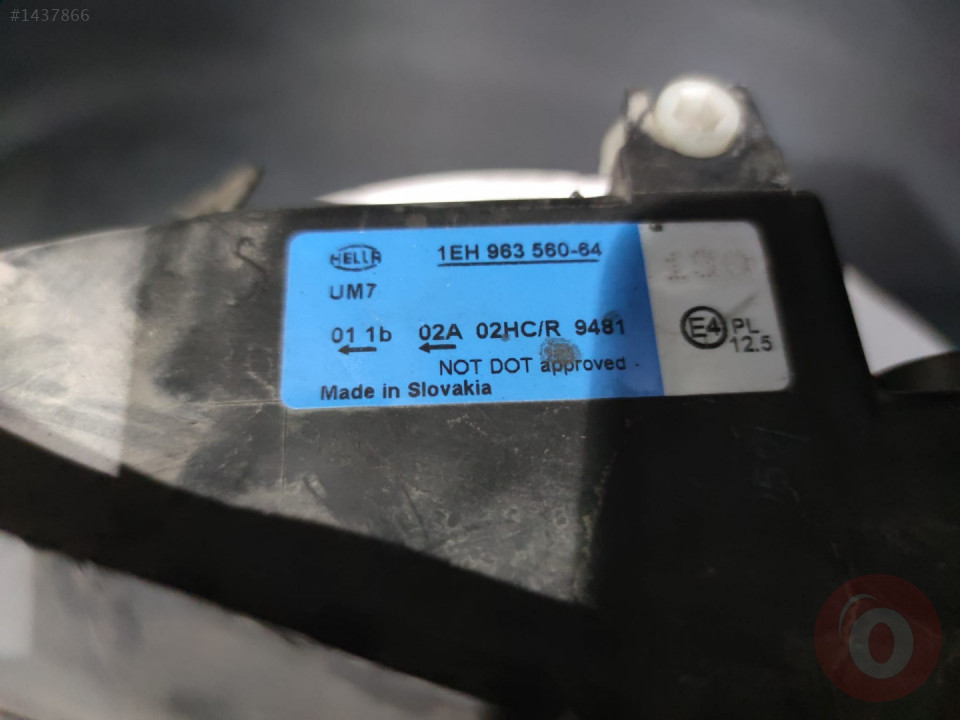 #1437866
HELLA
1EH 963 560-64
UM7
01 1b 02A 02HC/R 9481
E4 PL
12.5
NOT DOT approved
Made in Slovakia
O